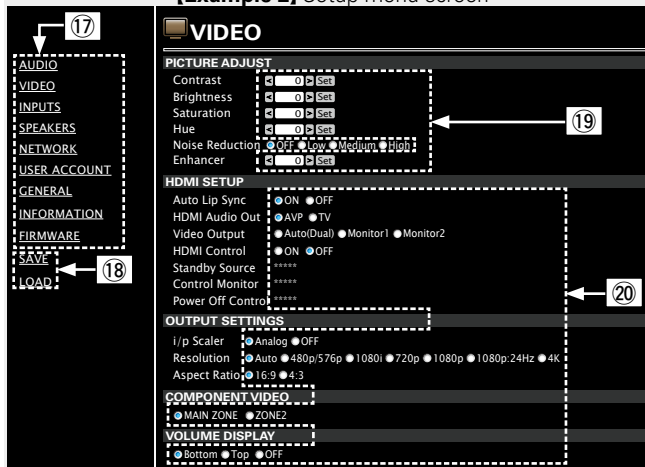 [Example 2] Setup menu screen
⑰
AUDIO
VIDEO
INPUTS
SPEAKERS
NETWORK
USER ACCOUNT
GENERAL
INFORMATION
FIRMWARE
SAVE
LOAD
⑱
VIDEO
PICTURE ADJUST
Contrast < 0 > Set
Brightness < 0 > Set
Saturation < 0 > Set
Hue < 0 > Set
Noise Reduction OFF Low Medium High
Enhancer < 0 > Set
⑲
HDMI SETUP
Auto Lip Sync ON OFF
HDMI Audio Out AVP TV
Video Output Auto(Dual) Monitor1 Monitor2
HDMI Control ON OFF
Standby Source *****
Control Monitor *****
Power Off Control *****
⑳
OUTPUT SETTINGS
i/p Scaler Analog OFF
Resolution Auto 480p/576p 1080i 720p 1080p 1080p:24Hz 4K
Aspect Ratio 16:9 4:3
COMPONENT VIDEO
MAIN ZONE ZONE2
VOLUME DISPLAY
Bottom Top OFF